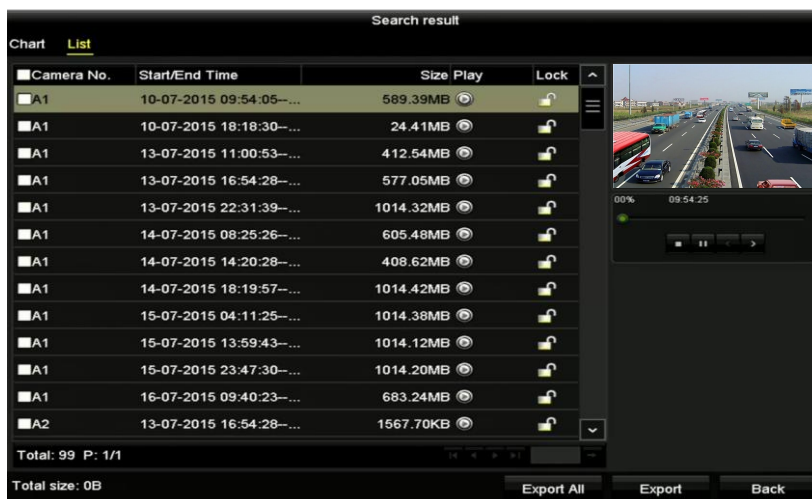 Search result
Chart List
Camera No. Start/End Time Size Play Lock
A1 10-07-2015 09:54:05--... 589.39MB
A1 10-07-2015 18:18:30--... 24.41MB
A1 13-07-2015 11:00:53--... 412.54MB
A1 13-07-2015 16:54:28--... 577.05MB
A1 13-07-2015 22:31:39--... 1014.32MB
A1 14-07-2015 08:25:26--... 605.48MB
A1 14-07-2015 14:20:28--... 408.62MB
A1 14-07-2015 18:19:57--... 1014.42MB
A1 15-07-2015 04:11:25--... 1014.38MB
A1 15-07-2015 13:59:43--... 1014.12MB
A1 15-07-2015 23:47:30--... 1014.20MB
A1 16-07-2015 09:40:23--... 683.24MB
A2 13-07-2015 16:54:28--... 1567.70KB
00% 09:54:25
Total: 99 P: 1/1
Total size: 0B
Export All Export Back